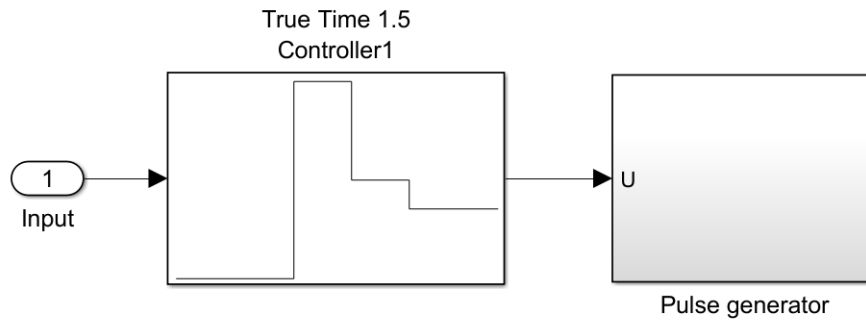 True Time 1.5
Controller1
1
Input
U
Pulse generator